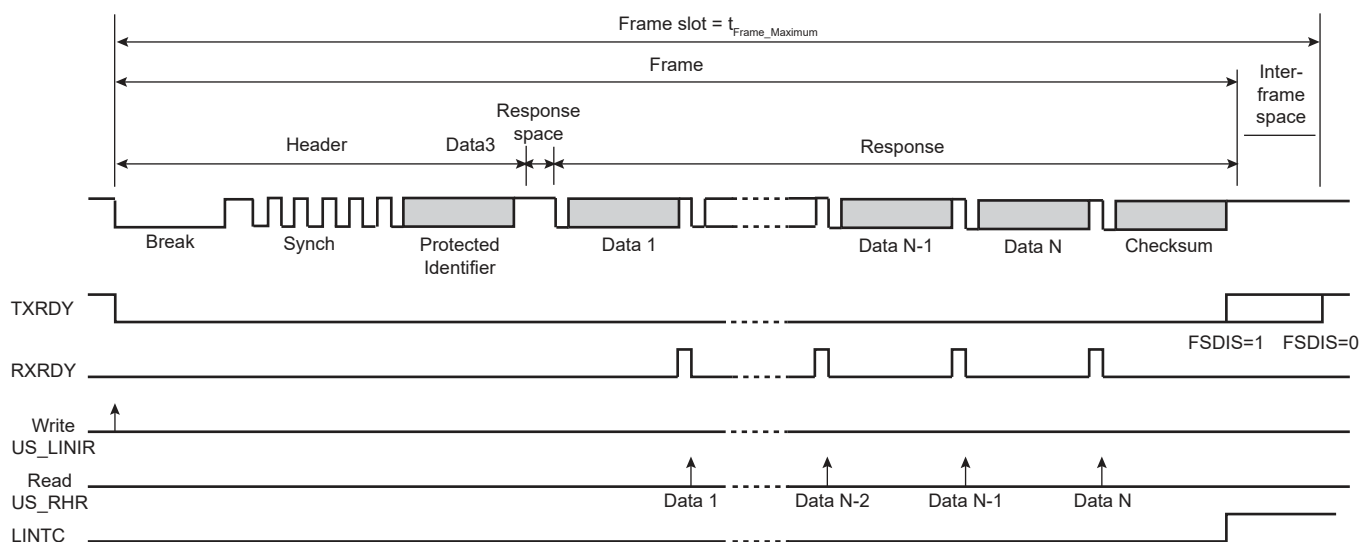 Frame slot = tFrame_Maximum
Frame
Inter-
frame
space
Response
space
Header
Data3
Response
Break
Synch
Protected
Identifier
Data 1
Data N-1
Data N
Checksum
TXRDY
FSDIS=1
FSDIS=0
RXRDY
Write
US_LINIR
Read
US_RHR
Data 1
Data N-2
Data N-1
Data N
LINTC